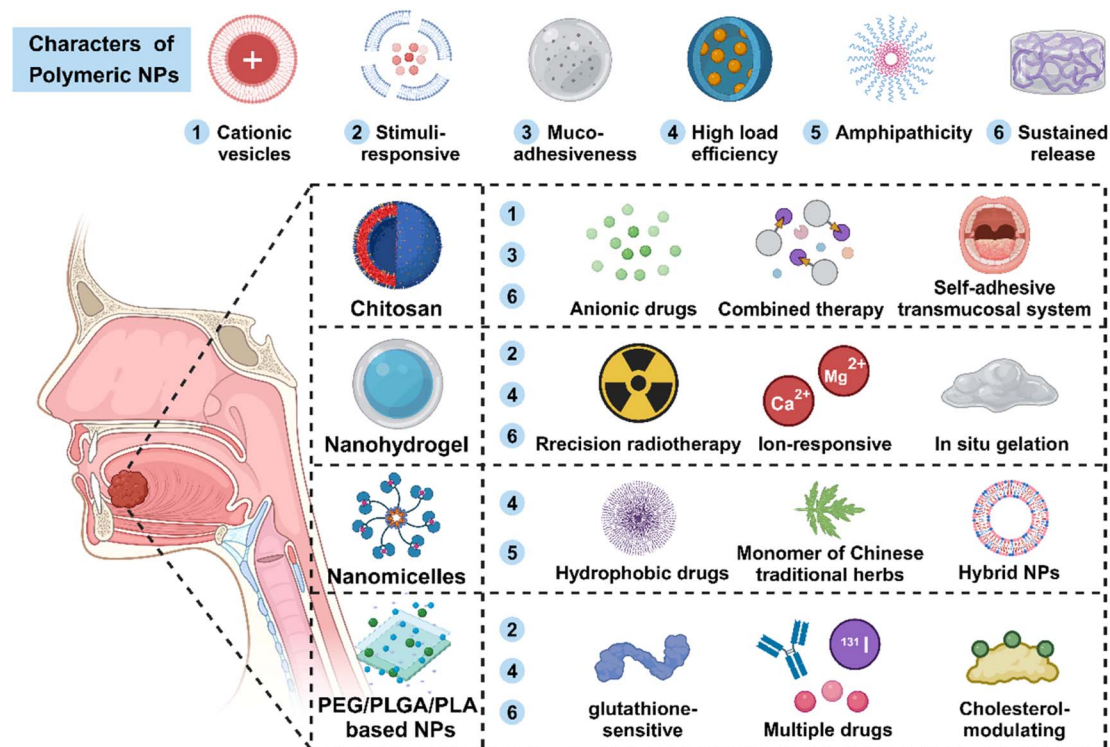 Characters of
Polymeric NPs
1 Cationic
vesicles
2 Stimuli-
responsive
3 Muco-
adhesiveness
4 High load
efficiency
5 Amphipathicity
6 Sustained
release
Chitosan
1
3
6
Anionic drugs
Combined therapy
Self-adhesive
transmucosal system
Nanohydrogel
2
4
6
Rrecision radiotherapy
Ca2+
Mg2+
Ion-responsive
In situ gelation
Nanomicelles
4
5
Hydrophobic drugs
Monomer of Chinese
traditional herbs
Hybrid NPs
PEG/PLGA/PLA
based NPs
2
4
6
glutathione-
sensitive
131 I
Multiple drugs
Cholesterol-
modulating